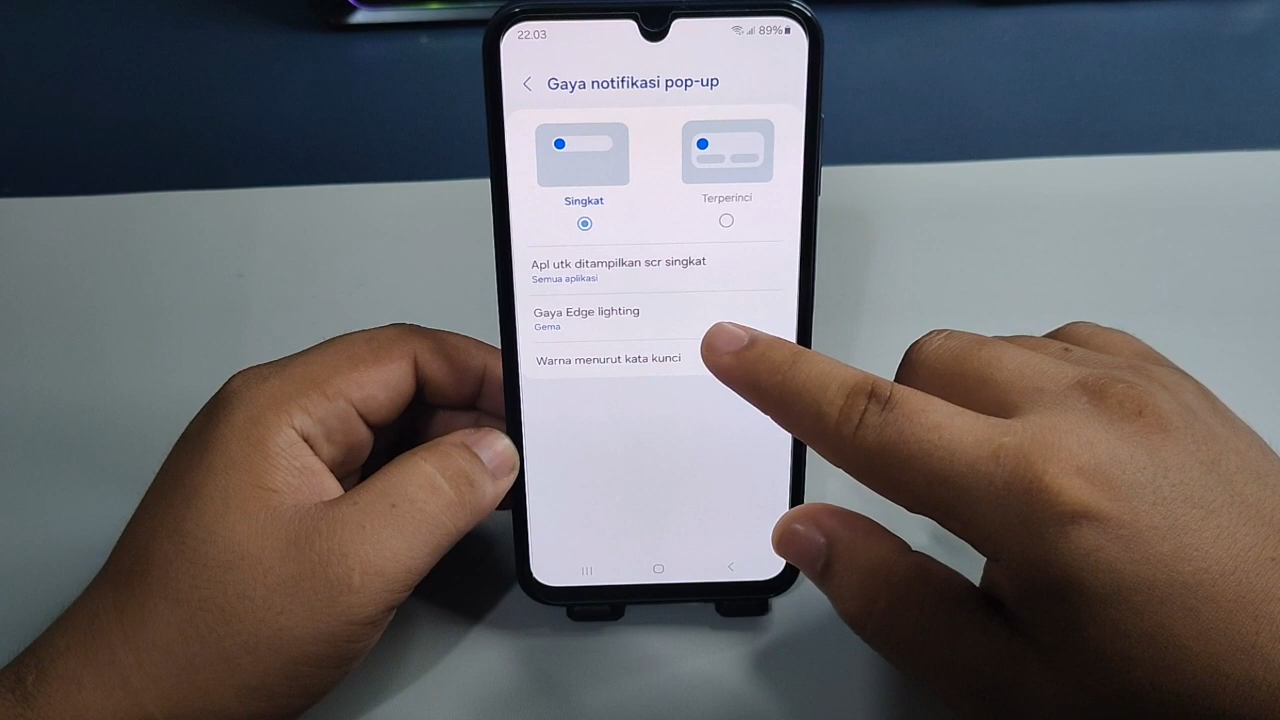 22.03
89%
Gaya notifikasi pop-up
Singkat
Terperinci
Apl utk ditampilkan scr singkat
Semua aplikasi
Gaya Edge lighting
Gema
Warna menurut kata kunci